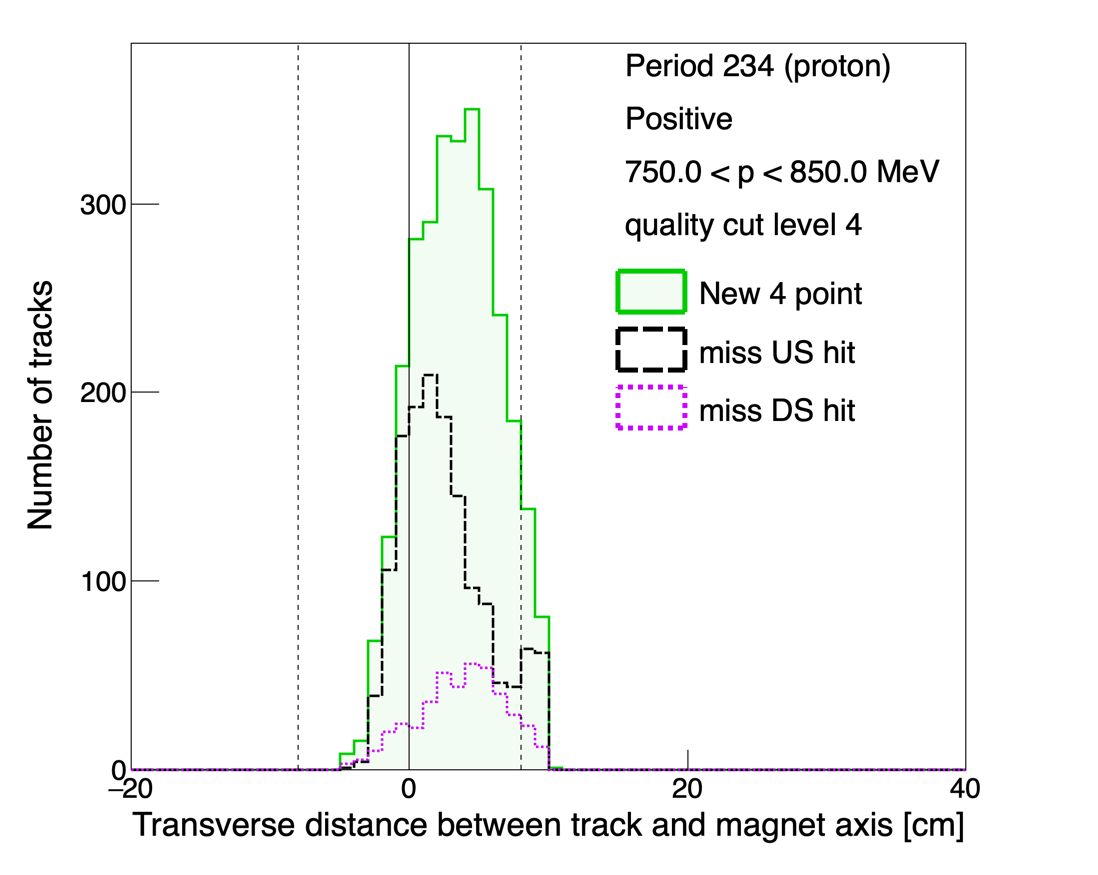 Period 234 (proton)
Positive
750.0 < p < 850.0 MeV
quality cut level 4
New 4 point
miss US hit
miss DS hit
Number of tracks
300
200
100
0
−20 0 20 40
Transverse distance between track and magnet axis [cm]